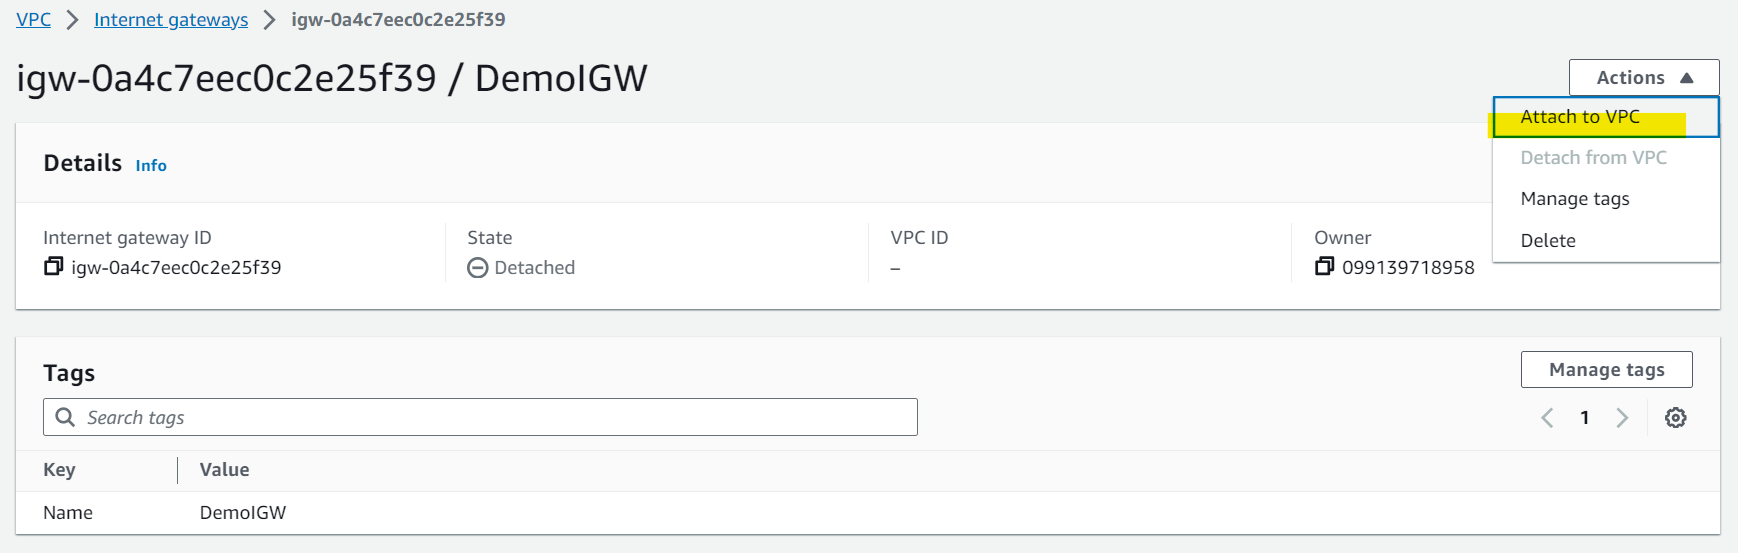 VPC > Internet gateways > igw-0a4c7eec0c2e25f39
igw-0a4c7eec0c2e25f39 / DemoIGW
Actions
Attach to VPC
Detach from VPC
Manage tags
Delete
Details Info
Internet gateway ID
igw-0a4c7eec0c2e25f39
State
Detached
VPC ID
–
Owner
099139718958
Tags
Manage tags
Search tags
1
Key Value
Name DemoIGW